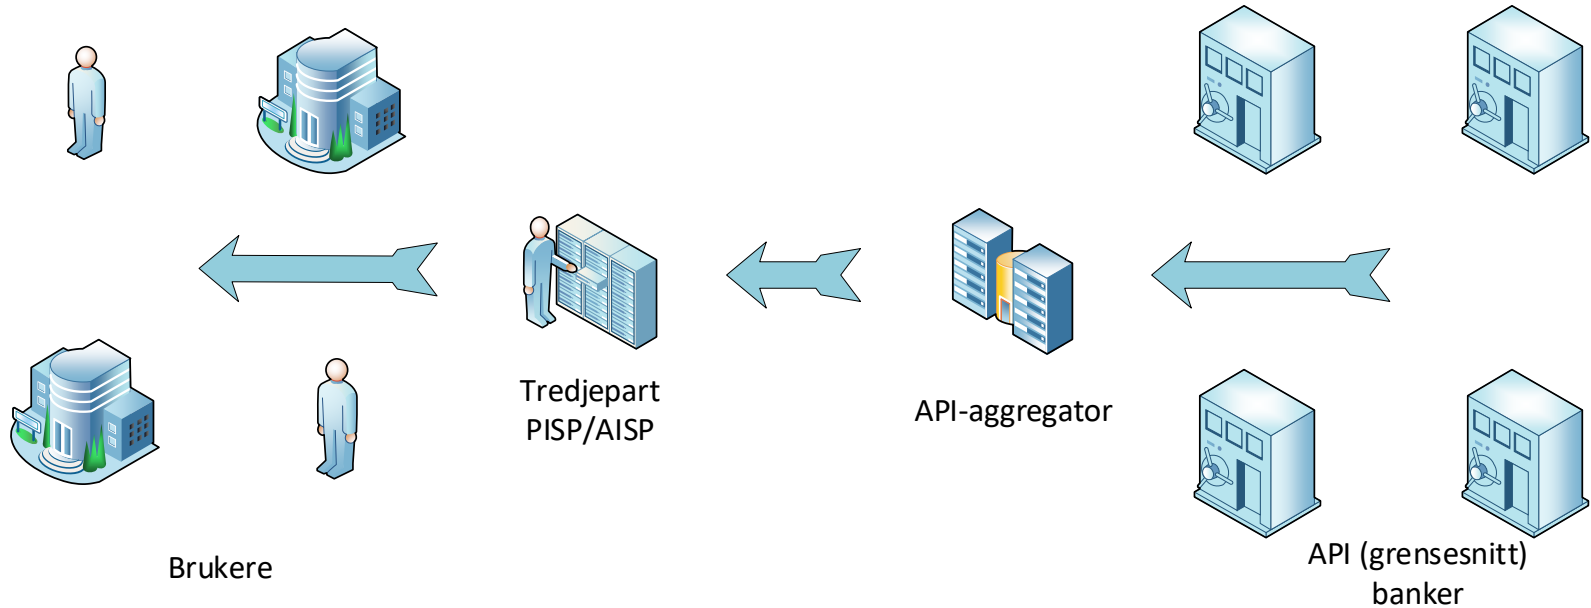 Tredjepart
PISP/AISP
API-aggregator
Brukere
API (grensesnitt)
banker